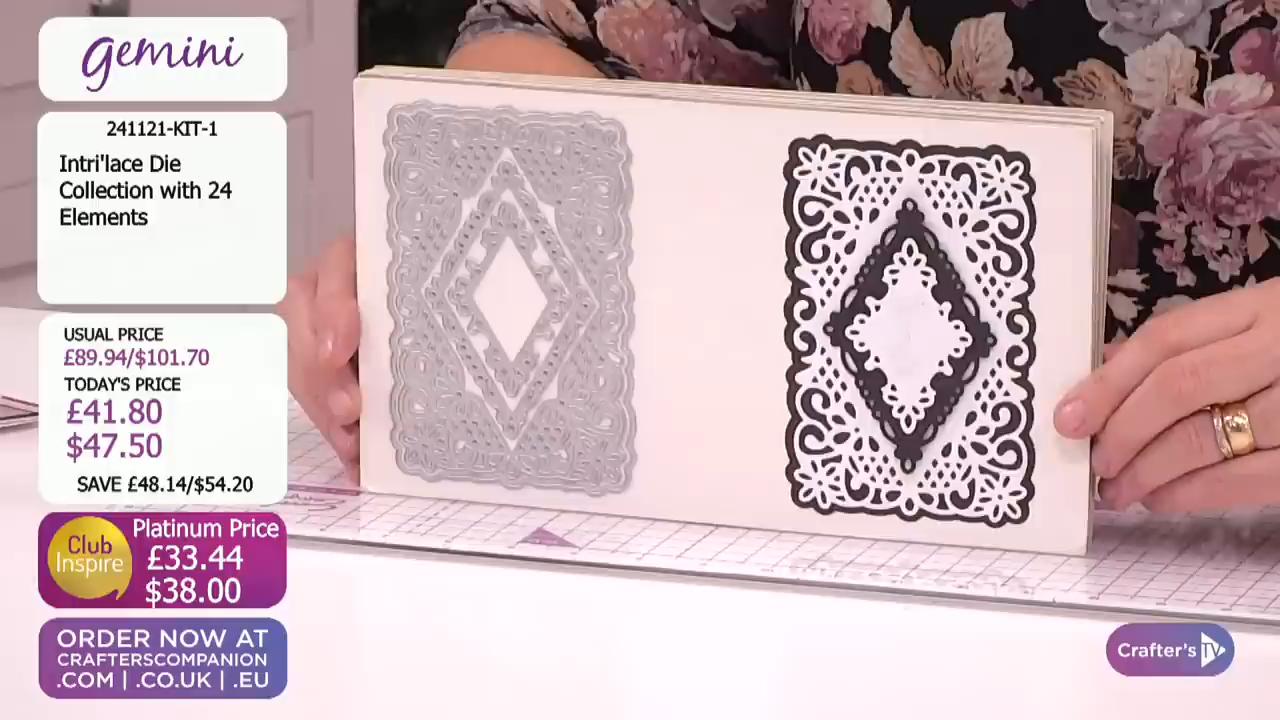 gemini
241121-KIT-1
Intri'lace Die
Collection with 24
Elements
USUAL PRICE
£89.94/$101.70
TODAY'S PRICE
£41.80
$47.50
SAVE £48.14/$54.20
Club
Inspire
Platinum Price
£33.44
$38.00
ORDER NOW AT
CRAFTERSCOMPANION
.COM | .CO.UK | .EU
Crafter's TV